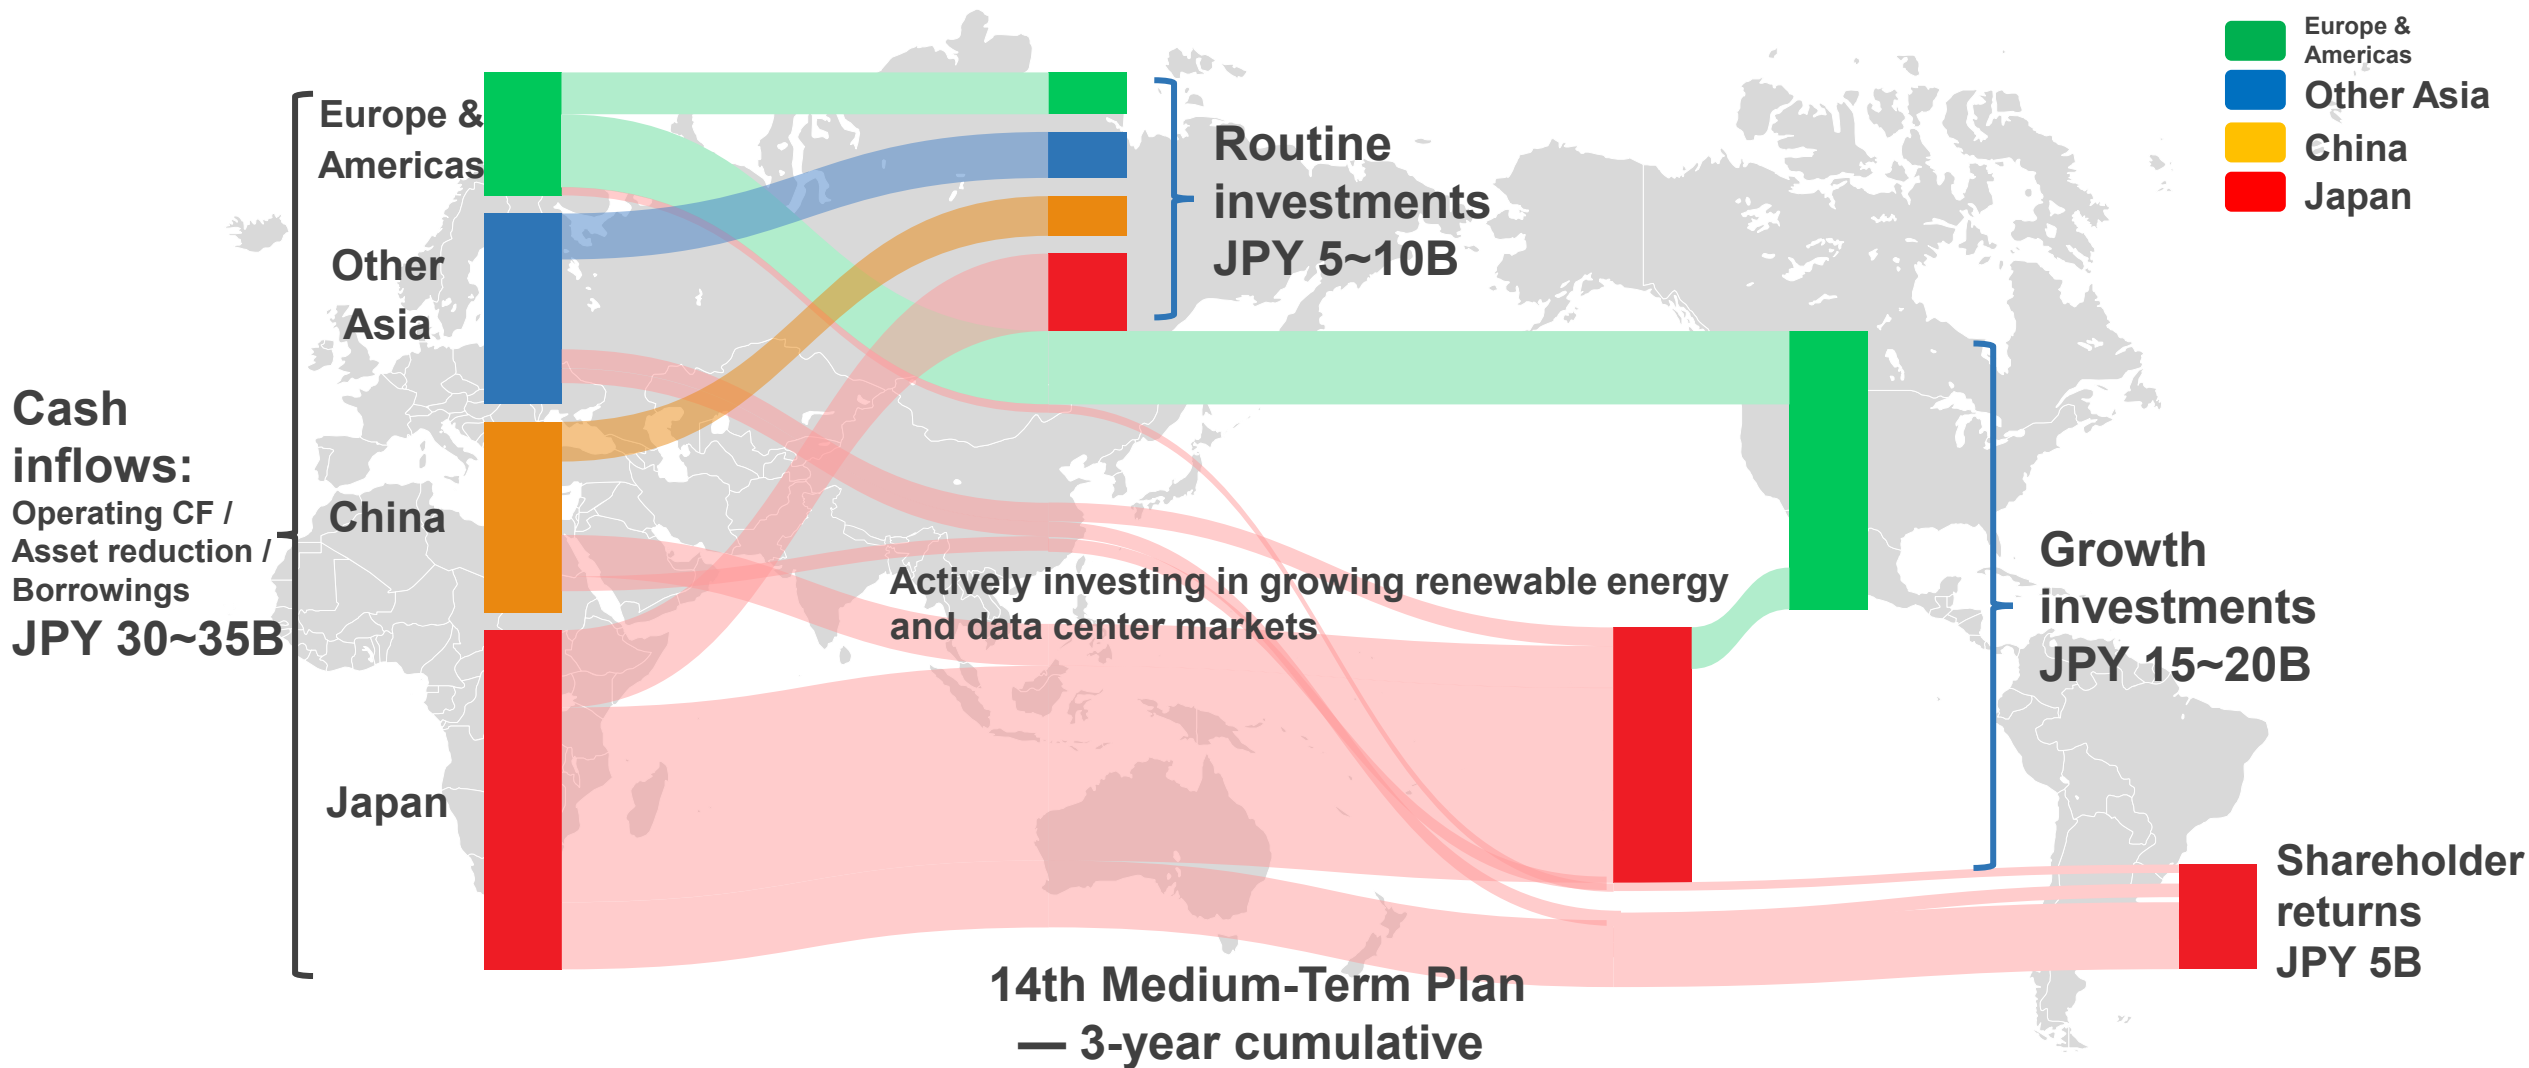 Europe &
Americas
Other Asia
China
Japan
Europe &
Americas
Other
Asia
China
Japan
Cash
inflows:
Operating CF /
Asset reduction /
Borrowings
JPY 30~35B
Routine
investments
JPY 5~10B
Actively investing in growing renewable energy
and data center markets
Growth
investments
JPY 15~20B
Shareholder
returns
JPY 5B
14th Medium-Term Plan
— 3-year cumulative